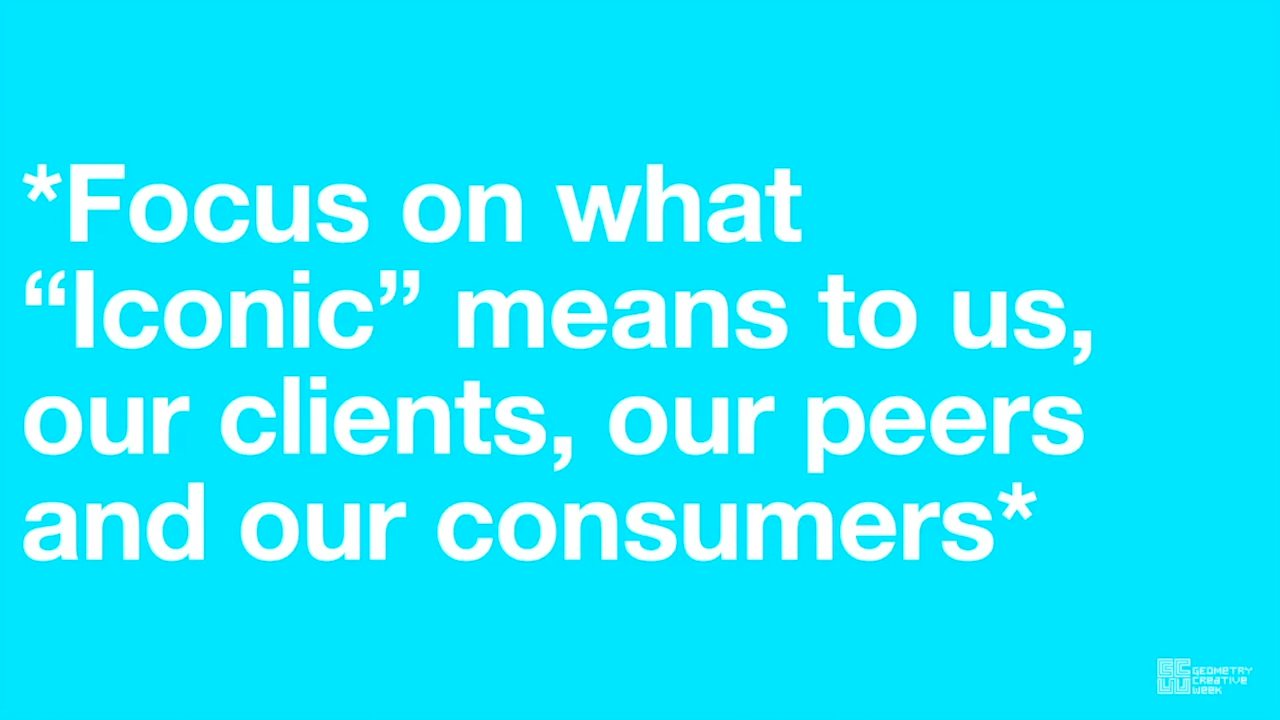 *Focus on what
“Iconic” means to us,
our clients, our peers
and our consumers*
GEOMETRY
CREATIVE
WEEK